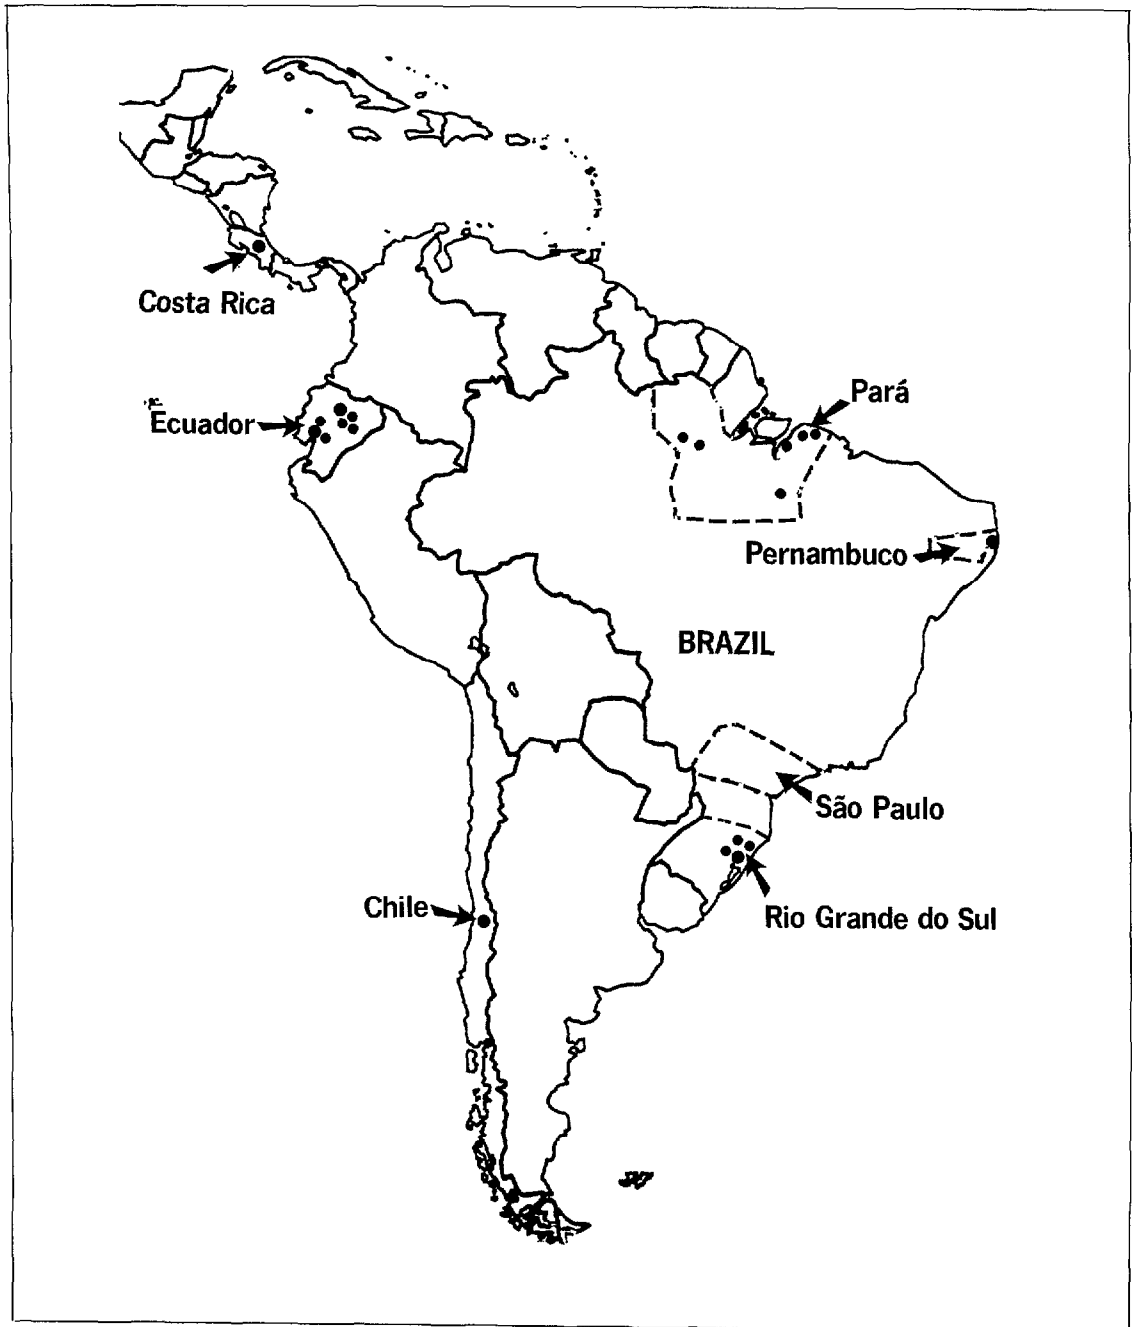 Costa Rica
Pará
Ecuador
Pernambuco
BRAZIL
São Paulo
Chile
Rio Grande do Sul